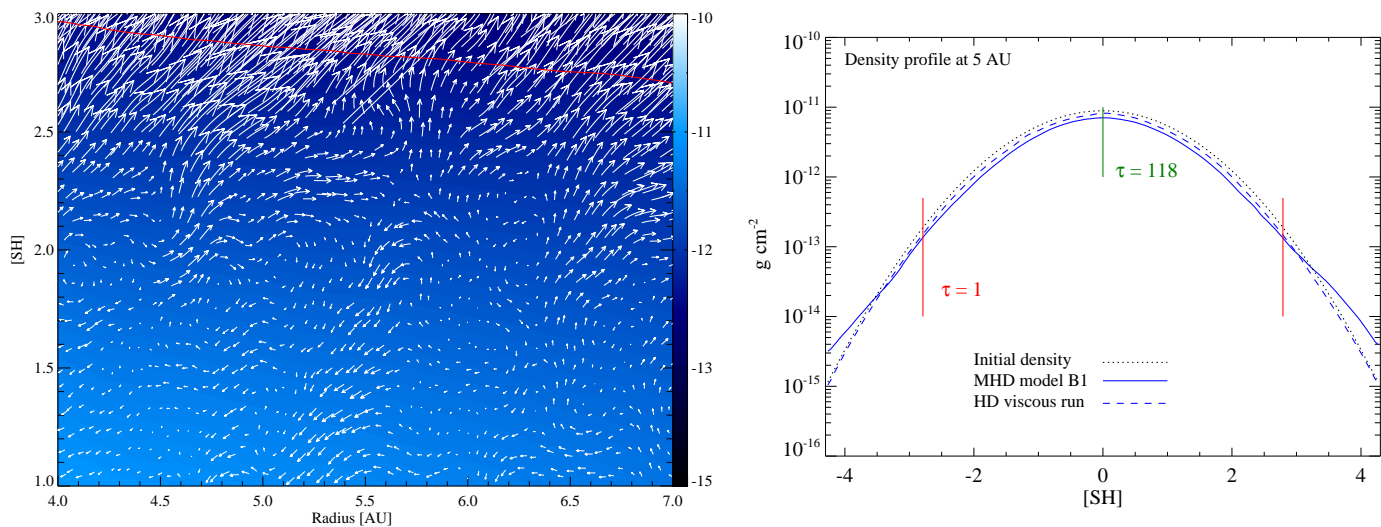 3.0
2.5
2.0
1.5
1.0
[SH]
4.0 4.5 5.0 5.5 6.0 6.5 7.0
Radius [AU]
-10
-11
-12
-13
-15
Density profile at 5 AU
10^-10
10^-11
10^-12
10^-13
10^-14
10^-15
10^-16
g cm^-2
τ = 118
τ = 1
Initial density
MHD model B1
HD viscous run
-4 -2 0 2 4
[SH]